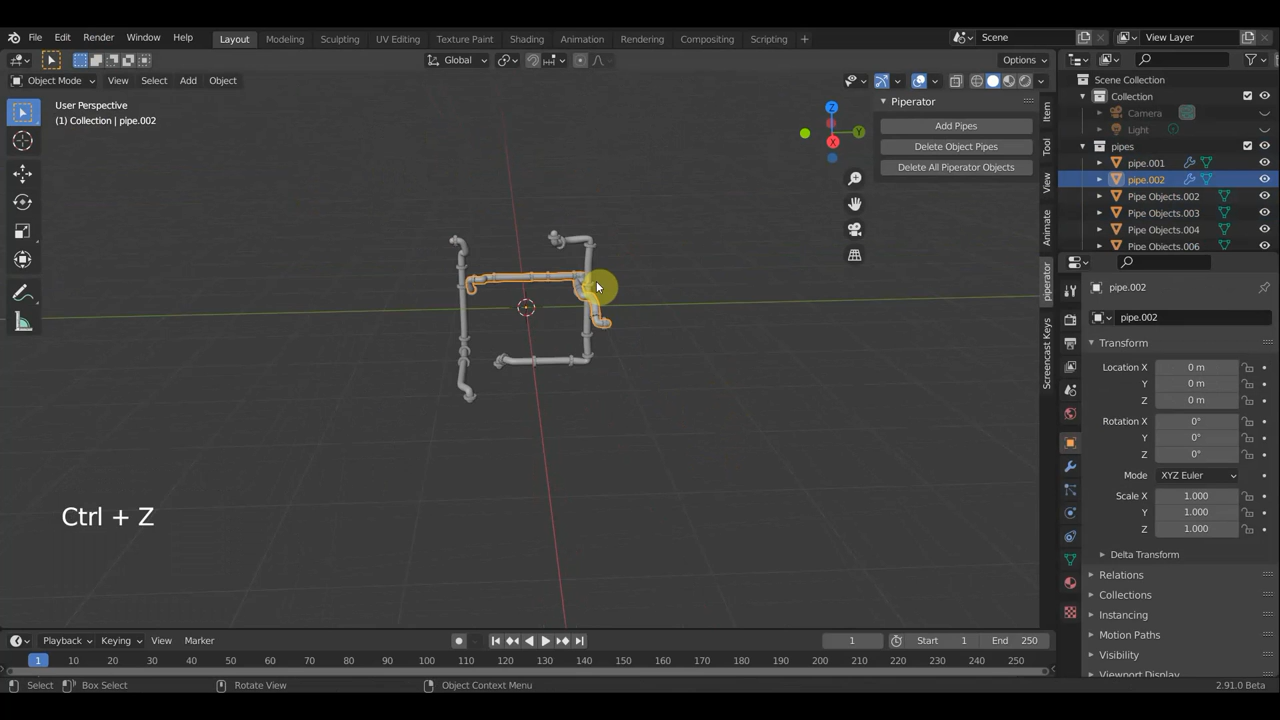 File Edit Render Window Help Layout Modeling Sculpting UV Editing Texture Paint Shading Animation Rendering Compositing Scripting + Scene View Layer
Global Options
Object Mode View Select Add Object
User Perspective
(1) Collection | pipe.002
Z
Y
X
Piperator
Add Pipes
Delete Object Pipes
Delete All Piperator Objects
Item
Tool
View
Animate
piperator
Screencast Keys
Scene Collection
Collection
Camera
Light
pipes
pipe.001
pipe.002
Pipe Objects.002
Pipe Objects.003
Pipe Objects.004
Pipe Objects.006
pipe.002
pipe.002
Transform
Location X 0 m
Y 0 m
Z 0 m
Rotation X 0°
Y 0°
Z 0°
Mode XYZ Euler
Scale X 1.000
Y 1.000
Z 1.000
Delta Transform
Relations
Collections
Instancing
Motion Paths
Visibility
Viewport Display
Ctrl + Z
Playback Keying View Marker 1 Start 1 End 250
1 10 20 30 40 50 60 70 80 90 100 110 120 130 140 150 160 170 180 190 200 210 220 230 240 250
Select Box Select Rotate View Object Context Menu 2.91.0 Beta